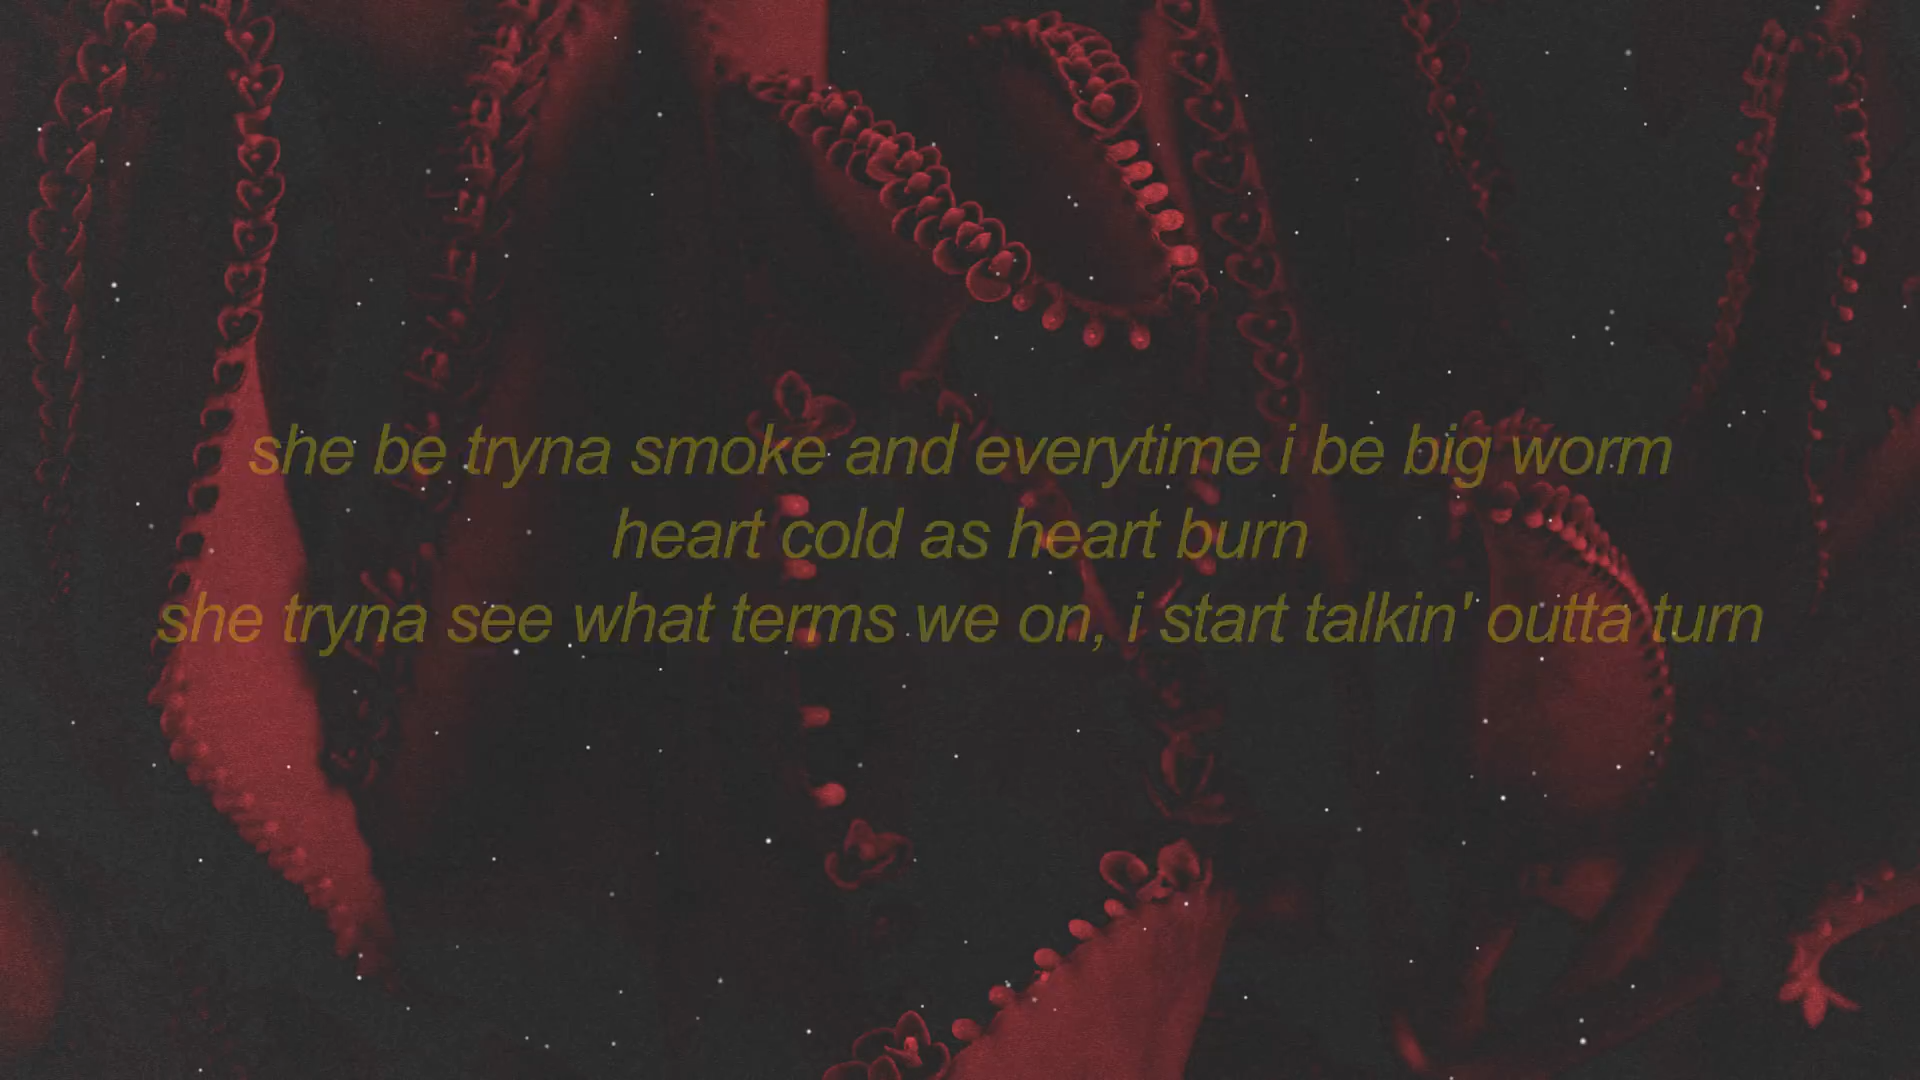 she be tryna smoke and everytime i be big worm
heart cold as heart burn
she tryna see what terms we on, i start talkin' outta turn